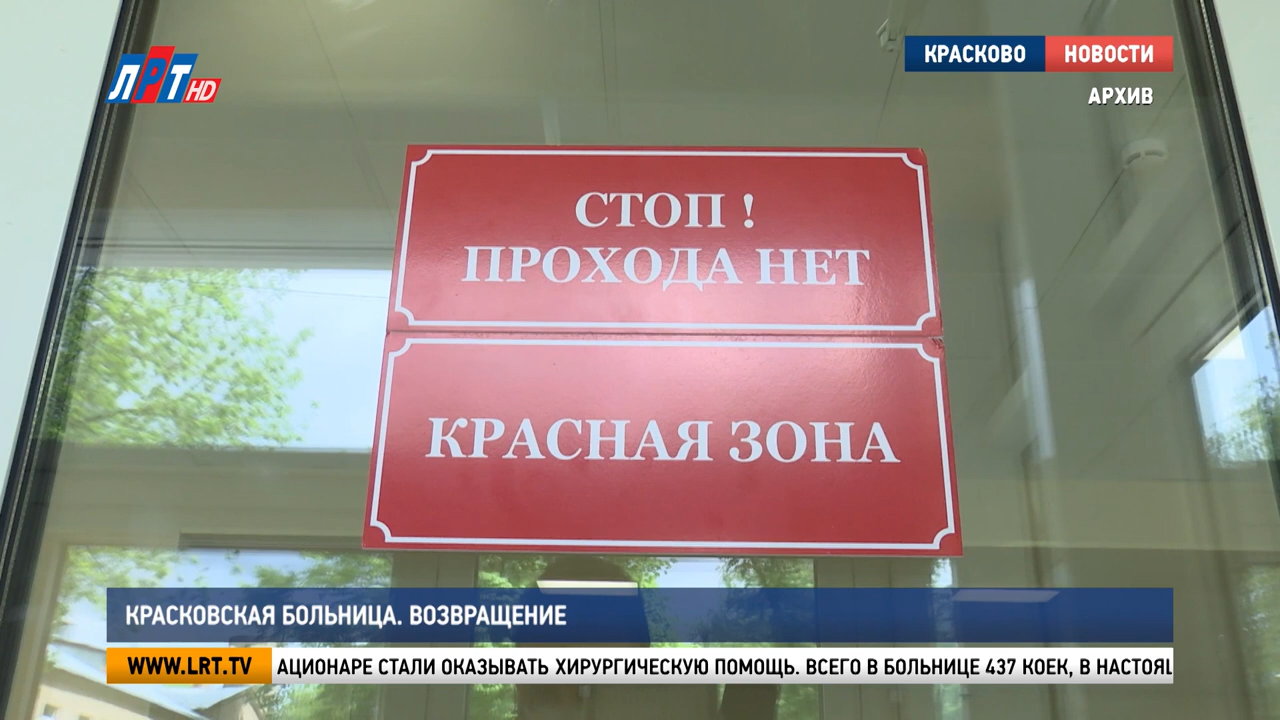 ЛРТ HD
КРАСКОВО НОВОСТИ
АРХИВ
СТОП !
ПРОХОДА НЕТ
КРАСНАЯ ЗОНА
КРАСКОВСКАЯ БОЛЬНИЦА. ВОЗВРАЩЕНИЕ
WWW.LRT.TV АЦИОНАРЕ СТАЛИ ОКАЗЫВАТЬ ХИРУРГИЧЕСКУЮ ПОМОЩЬ. ВСЕГО В БОЛЬНИЦЕ 437 КОЕК, В НАСТОЯ